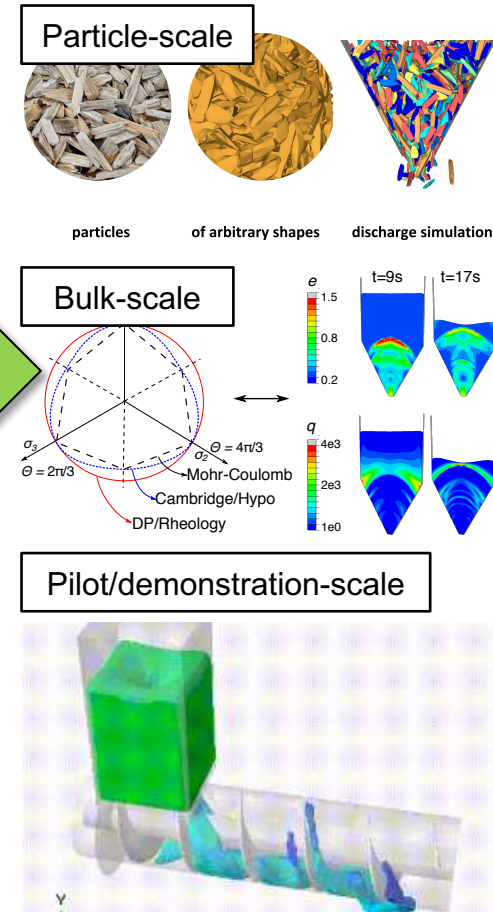 Particle-scale
particles of arbitrary shapes discharge simulation
Bulk-scale
e t=9s t=17s
1.5
0.8
0.2
σ3 σ2 Θ = 4π/3
Θ = 2π/3
Mohr-Coulomb
Cambridge/Hypo
DP/Rheology
q
4e3
2e3
1e0
Pilot/demonstration-scale
Y